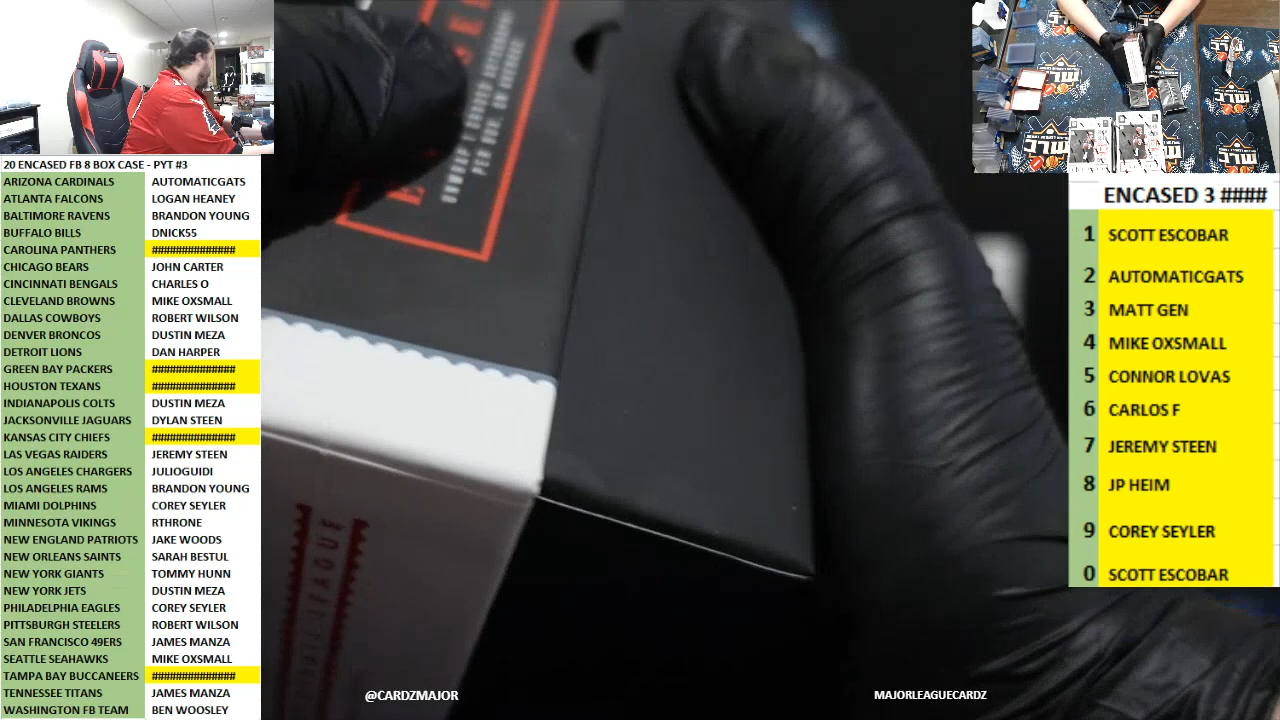 20 ENCASED FB 8 BOX CASE - PYT #3
ARIZONA CARDINALS AUTOMATICGATS
ATLANTA FALCONS LOGAN HEANEY
BALTIMORE RAVENS BRANDON YOUNG
BUFFALO BILLS DNICK55
CAROLINA PANTHERS ##############
CHICAGO BEARS JOHN CARTER
CINCINNATI BENGALS CHARLES O
CLEVELAND BROWNS MIKE OXSMALL
DALLAS COWBOYS ROBERT WILSON
DENVER BRONCOS DUSTIN MEZA
DETROIT LIONS DAN HARPER
GREEN BAY PACKERS ##############
HOUSTON TEXANS ##############
INDIANAPOLIS COLTS DUSTIN MEZA
JACKSONVILLE JAGUARS DYLAN STEEN
KANSAS CITY CHIEFS ##############
LAS VEGAS RAIDERS JEREMY STEEN
LOS ANGELES CHARGERS JULIOGUIDI
LOS ANGELES RAMS BRANDON YOUNG
MIAMI DOLPHINS COREY SEYLER
MINNESOTA VIKINGS RTHRONE
NEW ENGLAND PATRIOTS JAKE WOODS
NEW ORLEANS SAINTS SARAH BESTUL
NEW YORK GIANTS TOMMY HUNN
NEW YORK JETS DUSTIN MEZA
PHILADELPHIA EAGLES COREY SEYLER
PITTSBURGH STEELERS ROBERT WILSON
SAN FRANCISCO 49ERS JAMES MANZA
SEATTLE SEAHAWKS MIKE OXSMALL
TAMPA BAY BUCCANEERS ##############
TENNESSEE TITANS JAMES MANZA
WASHINGTON FB TEAM BEN WOOSLEY
PER BOX, ON AVERAGE!
LEAGUE
@CARDZMAJOR
MAJORLEAGUECARDZ
ENCASED 3 ####
1 SCOTT ESCOBAR
2 AUTOMATICGATS
3 MATT GEN
4 MIKE OXSMALL
5 CONNOR LOVAS
6 CARLOS F
7 JEREMY STEEN
8 JP HEIM
9 COREY SEYLER
0 SCOTT ESCOBAR